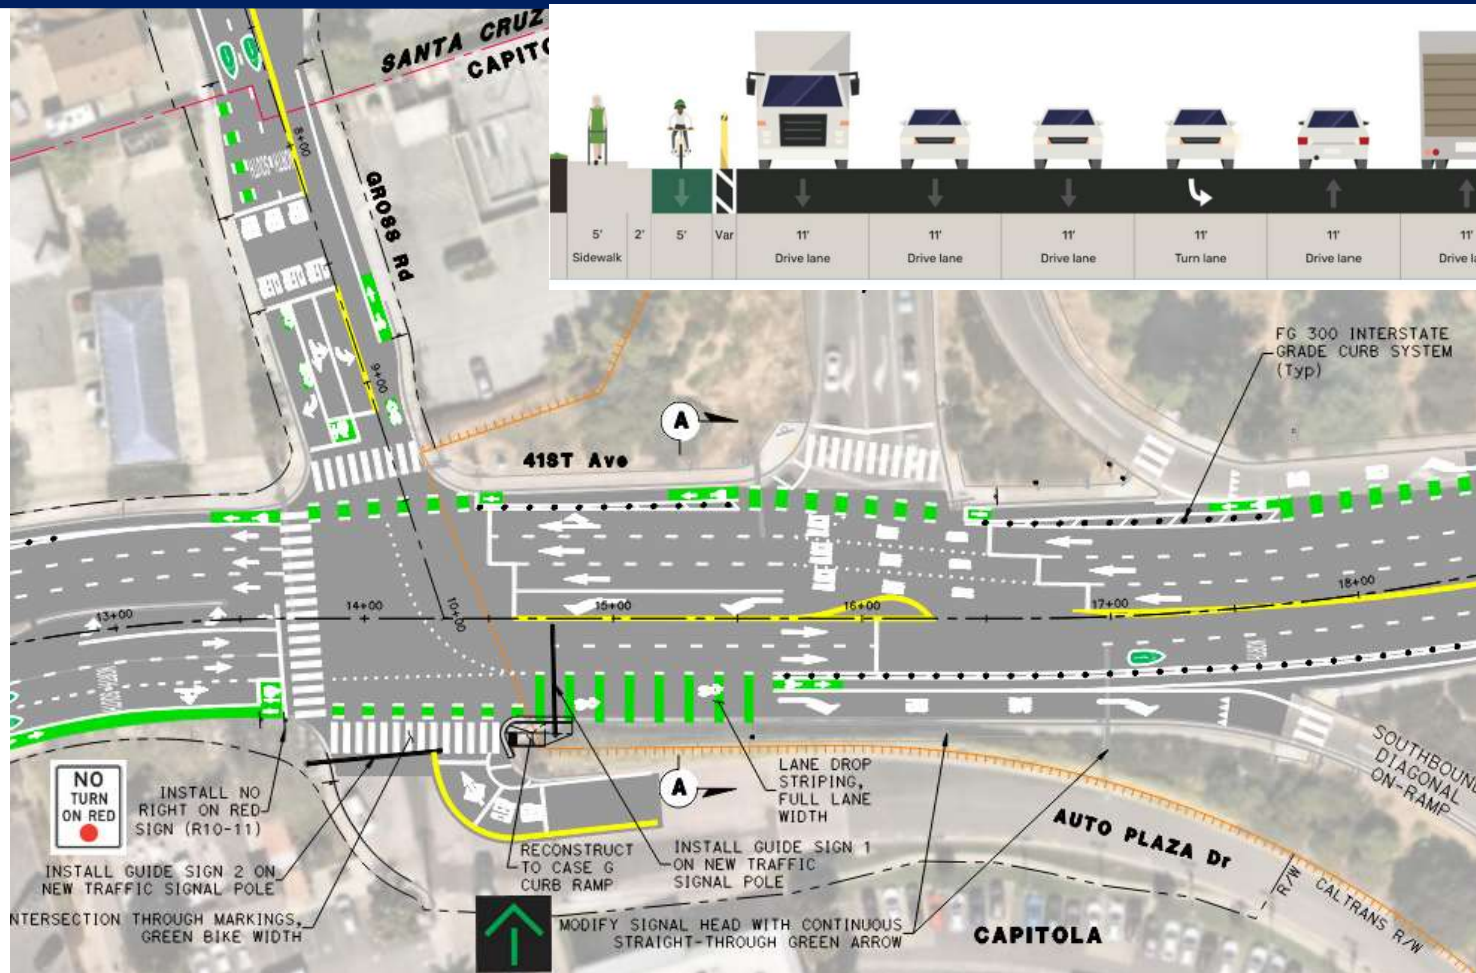 SANTA CRUZ
CAPITO
5' 2' 5' Var 11' 11' 11' 11' 11' 11'
Sidewalk Drive lane Drive lane Drive lane Turn lane Drive lane Drive la
8+00
GROSS Rd
9+00
FG 300 INTERSTATE
GRADE CURB SYSTEM
(Typ)
A
41ST Ave
10+00
13+00 14+00 15+00 16+00 17+00 18+00
NO
TURN
ON RED
INSTALL NO
RIGHT ON RED
SIGN (R10-11)
INSTALL GUIDE SIGN 2 ON
NEW TRAFFIC SIGNAL POLE
NTERSECTION THROUGH MARKINGS,
GREEN BIKE WIDTH
RECONSTRUCT
TO CASE G
CURB RAMP
INSTALL GUIDE SIGN 1
ON NEW TRAFFIC
SIGNAL POLE
A
LANE DROP
STRIPING,
FULL LANE
WIDTH
MODIFY SIGNAL HEAD WITH CONTINUOUS
STRAIGHT-THROUGH GREEN ARROW
AUTO PLAZA Dr
CAPITOLA
SOUTHBOUND
DIAGONAL
ON-RAMP
R/W
CALTRANS R/W